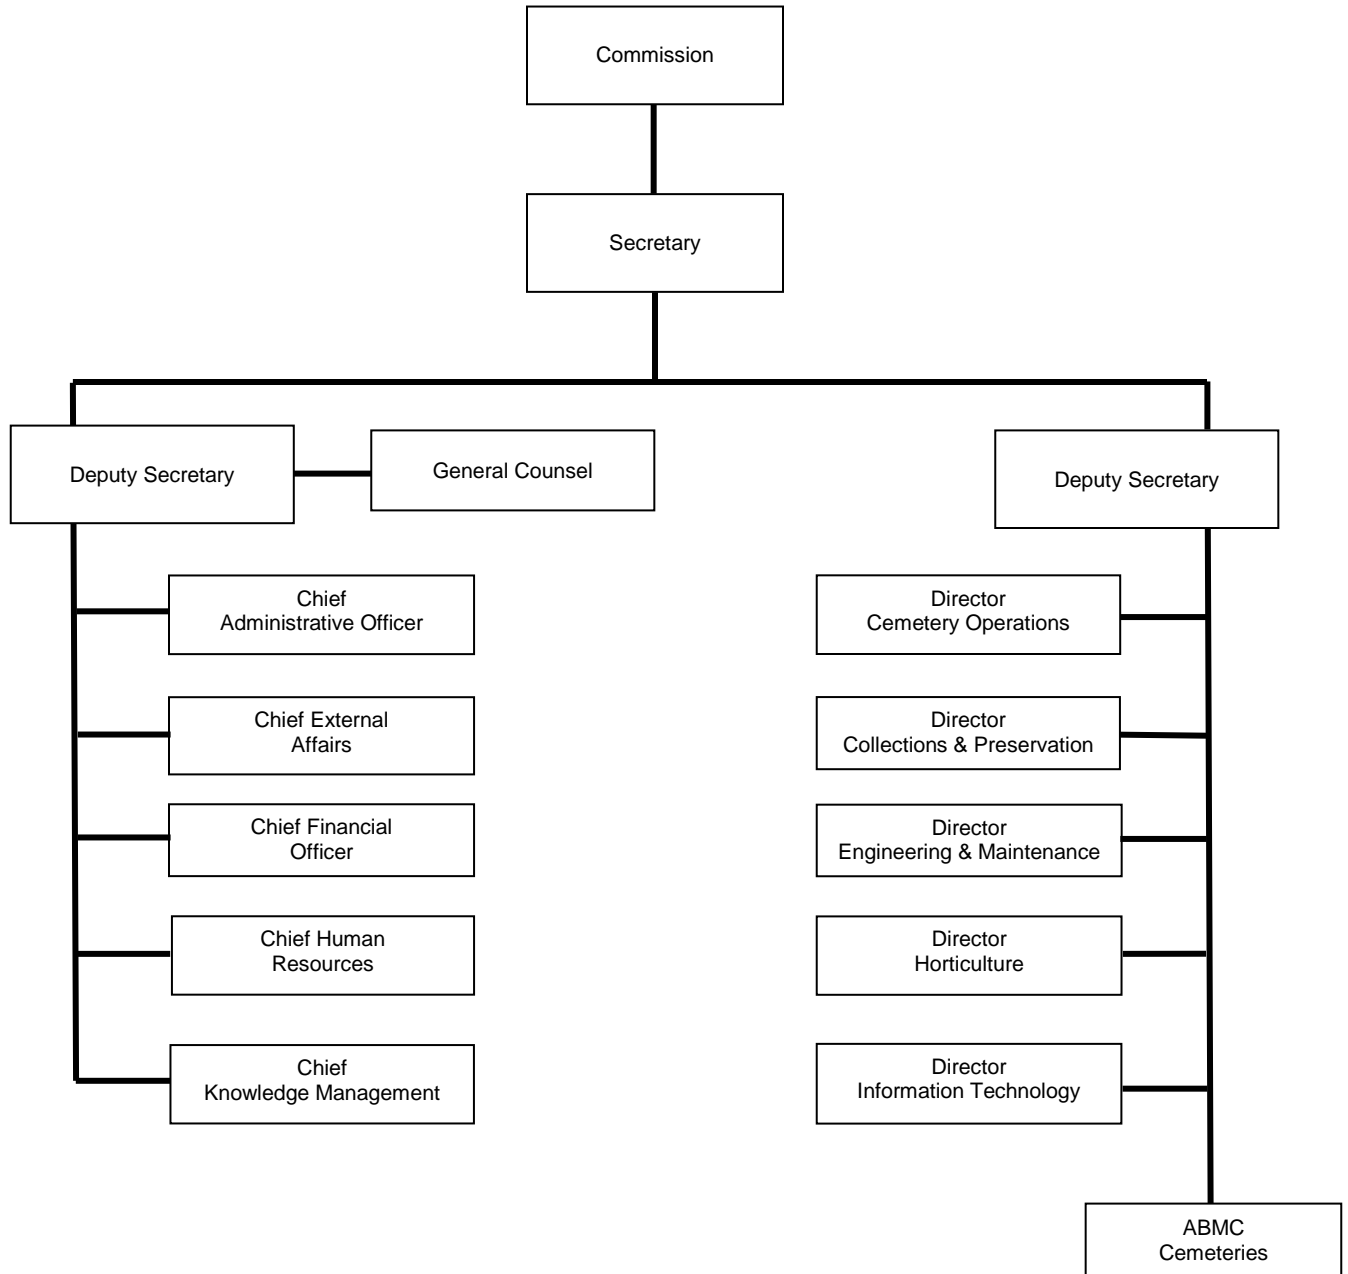 Commission
Secretary
Deputy Secretary
General Counsel
Deputy Secretary
Chief
Administrative Officer
Chief External
Affairs
Chief Financial
Officer
Chief Human
Resources
Chief
Knowledge Management
Director
Cemetery Operations
Director
Collections & Preservation
Director
Engineering & Maintenance
Director
Horticulture
Director
Information Technology
ABMC
Cemeteries